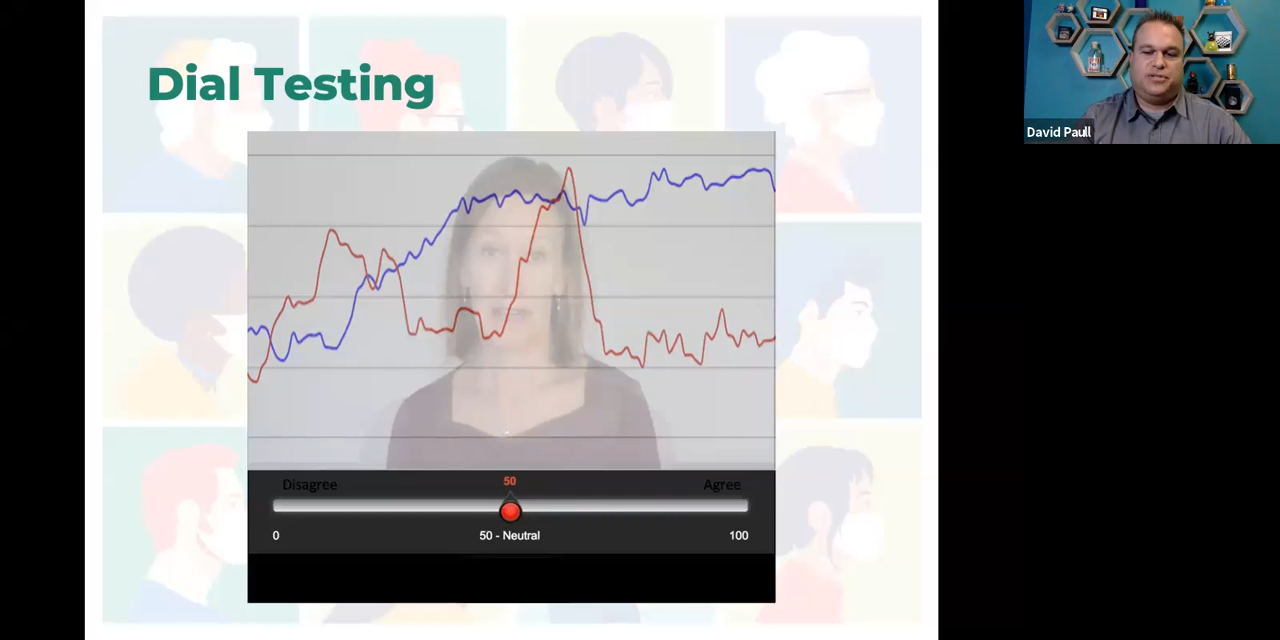 Dial Testing
David Paull
Disagree
50
Agree
0
50 - Neutral
100